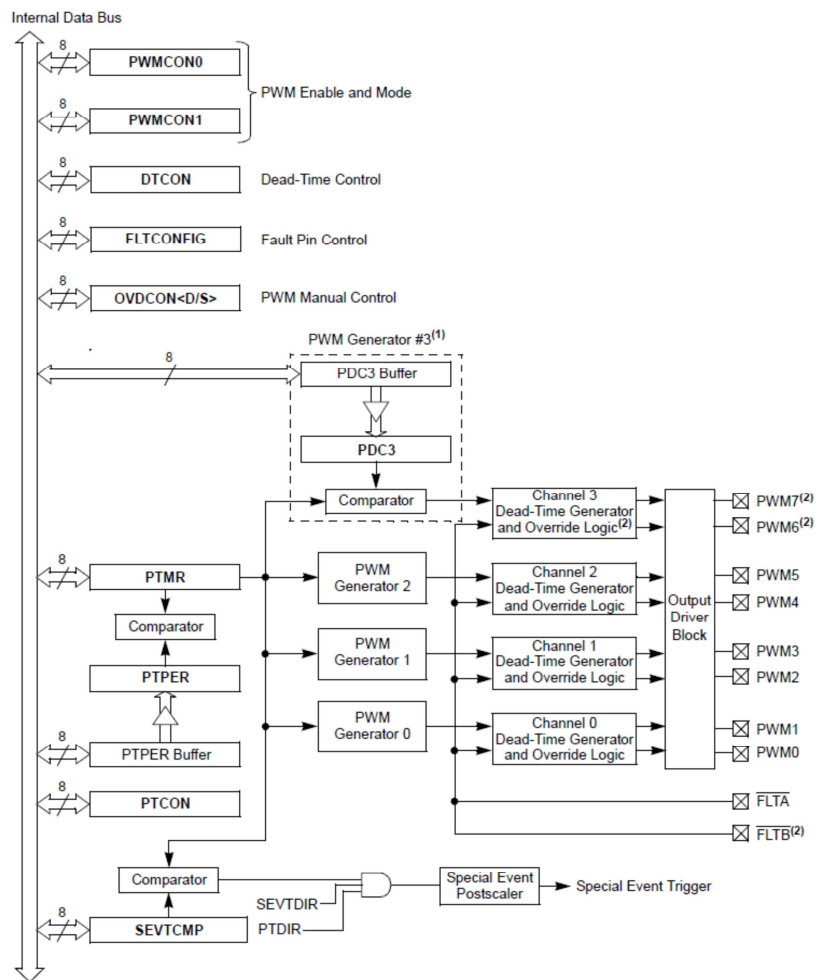 Internal Data Bus
8
PWMCON0
PWM Enable and Mode
8
PWMCON1
8
DTCON
Dead-Time Control
8
FLTCONFIG
Fault Pin Control
8
OVDCON<D/S>
PWM Manual Control
PWM Generator #3(1)
8
PDC3 Buffer
PDC3
Comparator
Channel 3
Dead-Time Generator
and Override Logic(2)
PWM7(2)
PWM6(2)
8
PTMR
PWM
Generator 2
Channel 2
Dead-Time Generator
and Override Logic
Output
Driver
Block
PWM5
PWM4
Comparator
PTPER
PWM
Generator 1
Channel 1
Dead-Time Generator
and Override Logic
PWM3
PWM2
8
PTPER Buffer
PWM
Generator 0
Channel 0
Dead-Time Generator
and Override Logic
PWM1
PWM0
8
PTCON
FLTA
FLTB(2)
Comparator
SEVTDIR
PTDIR
Special Event
Postscaler
Special Event Trigger
8
SEVTCMP